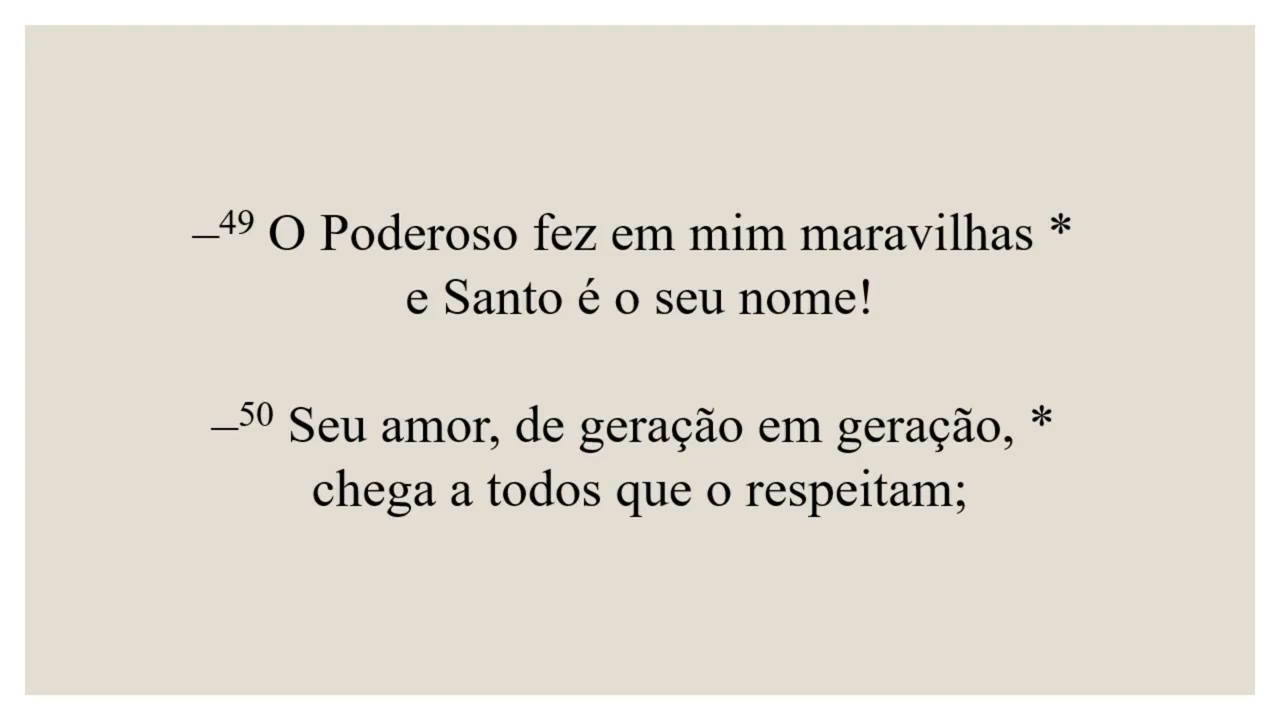 –⁴⁹ O Poderoso fez em mim maravilhas *
e Santo é o seu nome!
–⁵⁰ Seu amor, de geração em geração, *
chega a todos que o respeitam;